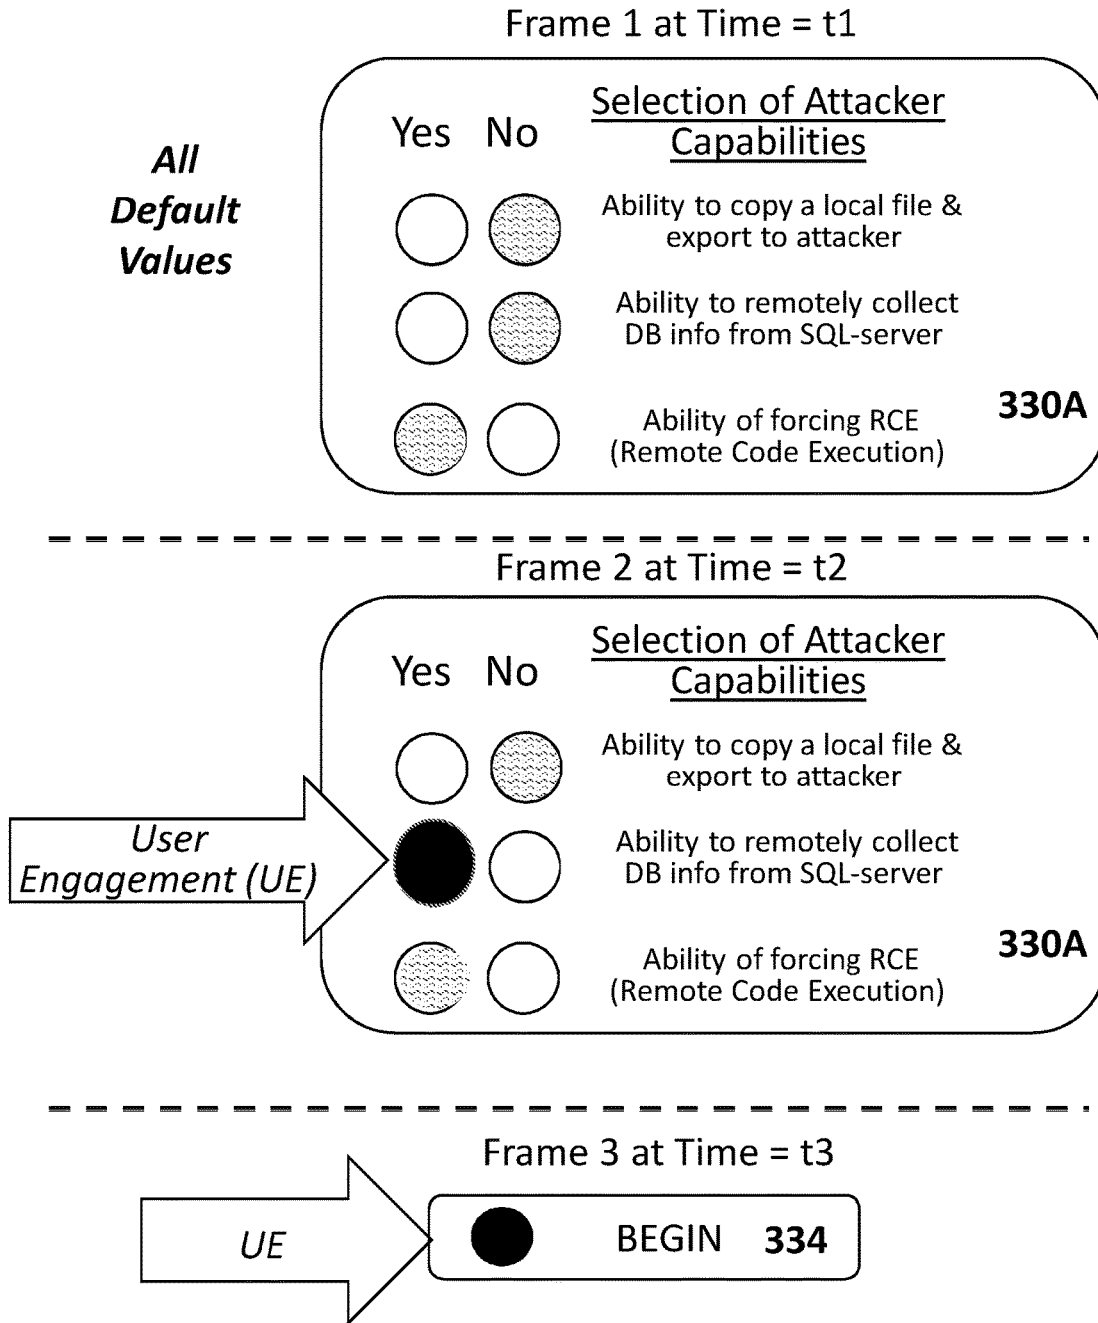 Frame 1 at Time = t1
All
Default
Values
Yes No
Selection of Attacker
Capabilities
Ability to copy a local file &
export to attacker
Ability to remotely collect
DB info from SQL-server
Ability of forcing RCE
(Remote Code Execution)
330A
Frame 2 at Time = t2
Yes No
Selection of Attacker
Capabilities
Ability to copy a local file &
export to attacker
User
Engagement (UE)
Ability to remotely collect
DB info from SQL-server
Ability of forcing RCE
(Remote Code Execution)
330A
Frame 3 at Time = t3
UE
BEGIN 334